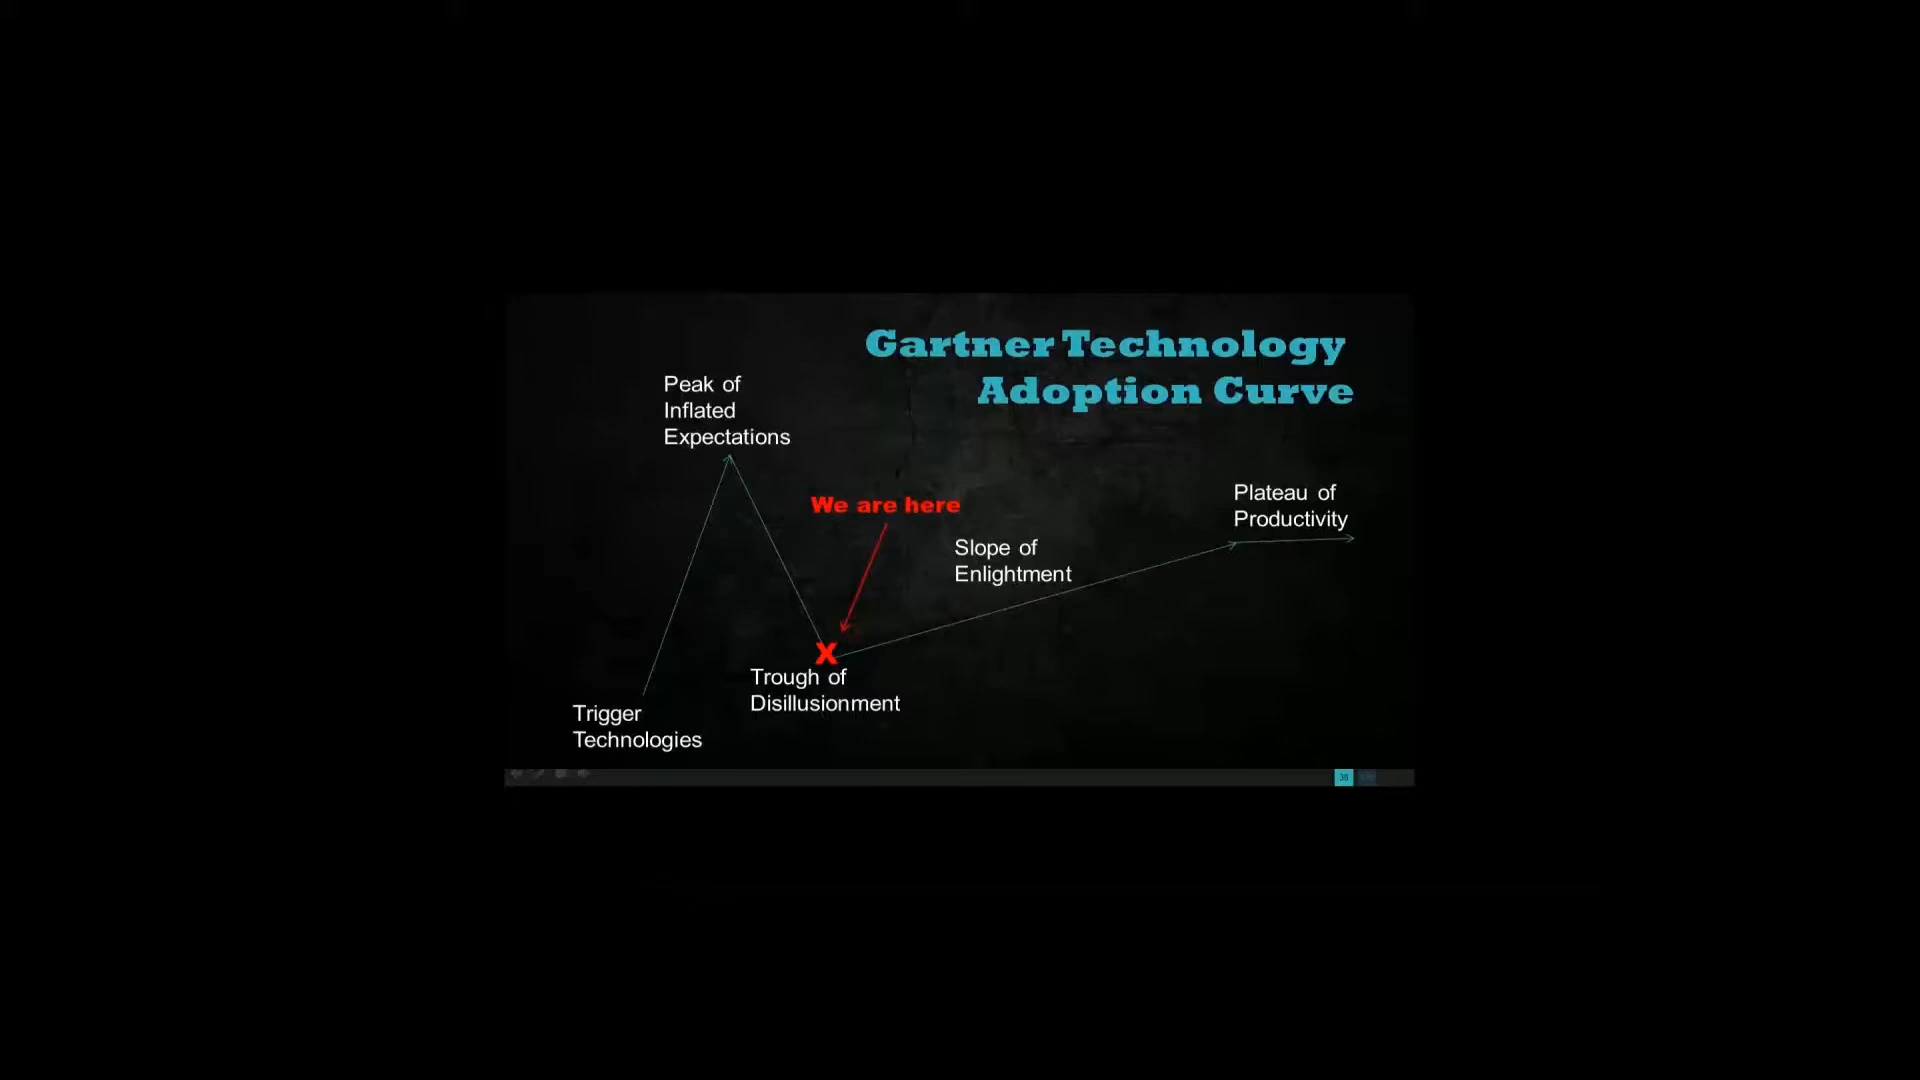 Gartner Technology
Adoption Curve
Peak of
Inflated
Expectations
We are here
Plateau of
Productivity
Slope of
Enlightment
X
Trough of
Disillusionment
Trigger
Technologies